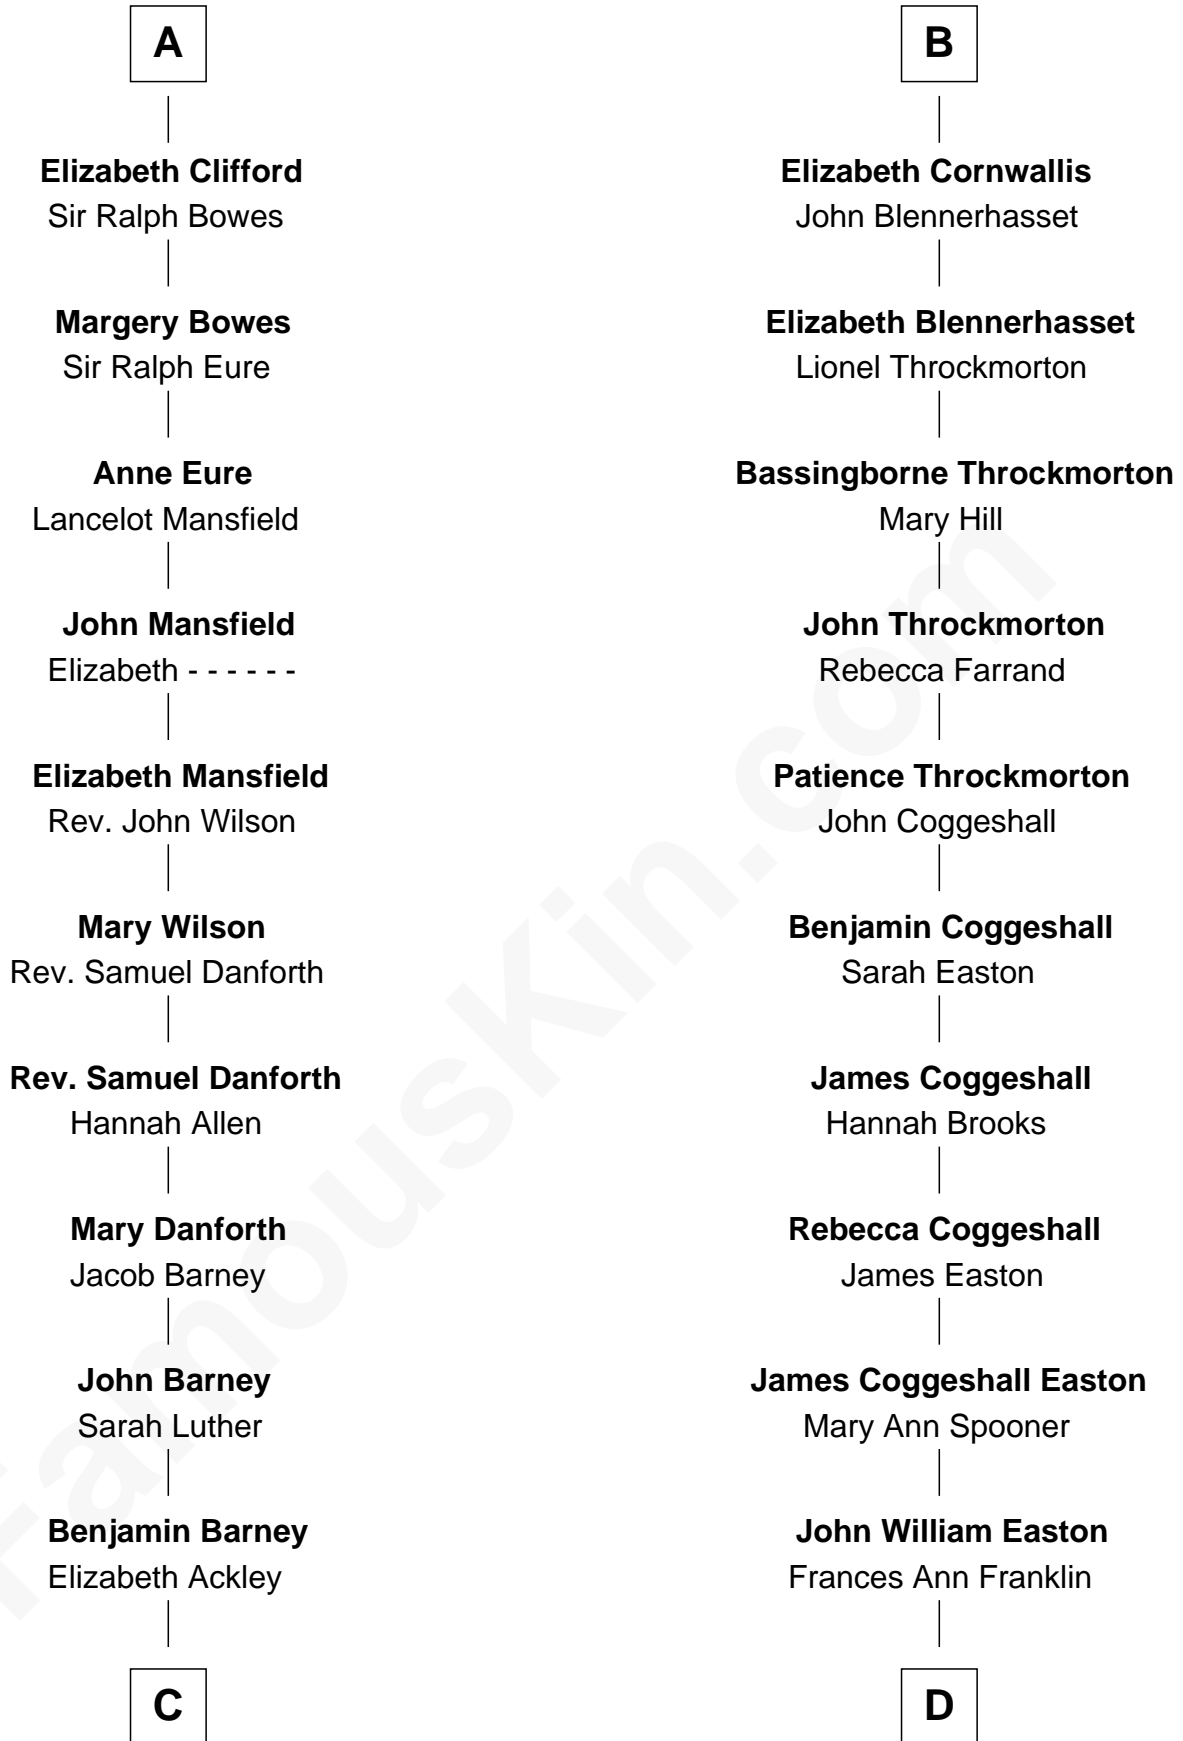 A
Elizabeth Clifford
Sir Ralph Bowes
Margery Bowes
Sir Ralph Eure
Anne Eure
Lancelot Mansfield
John Mansfield
Elizabeth - - - - - -
Elizabeth Mansfield
Rev. John Wilson
Mary Wilson
Rev. Samuel Danforth
Rev. Samuel Danforth
Hannah Allen
Mary Danforth
Jacob Barney
John Barney
Sarah Luther
Benjamin Barney
Elizabeth Ackley
C
B
Elizabeth Cornwallis
John Blennerhasset
Elizabeth Blennerhasset
Lionel Throckmorton
Bassingborne Throckmorton
Mary Hill
John Throckmorton
Rebecca Farrand
Patience Throckmorton
John Coggeshall
Benjamin Coggeshall
Sarah Easton
James Coggeshall
Hannah Brooks
Rebecca Coggeshall
James Easton
James Coggeshall Easton
Mary Ann Spooner
John William Easton
Frances Ann Franklin
D
FamousKin.com